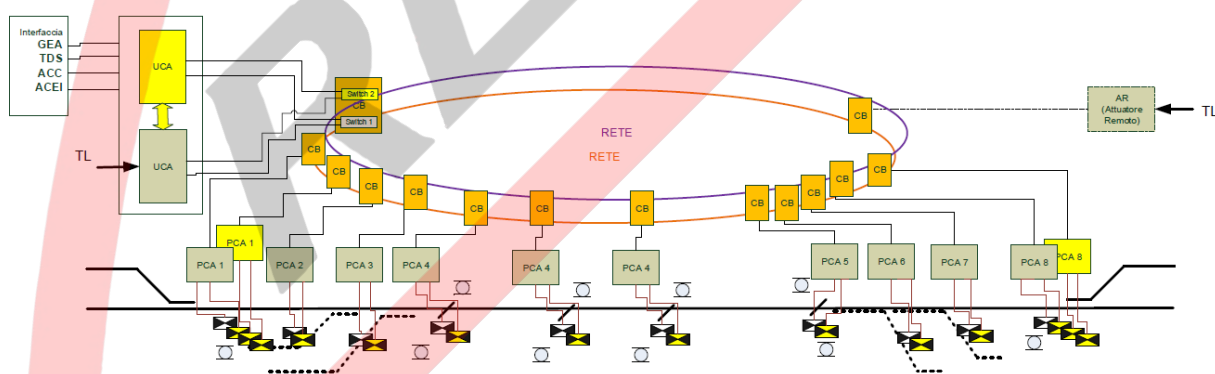 Interfaccia
GEA
TDS
ACC
ACEI
UCA
UCA
TL
Switch 2
CB
Switch 1
CB
CB
CB
CB
CB
CB
CB
CB
CB
CB
CB
CB
CB
RETE
RETE
AR
(Attuatore
Remoto)
TL
PCA 1
PCA 1
PCA 2
PCA 3
PCA 4
PCA 4
PCA 4
PCA 5
PCA 6
PCA 7
PCA 8
PCA 8